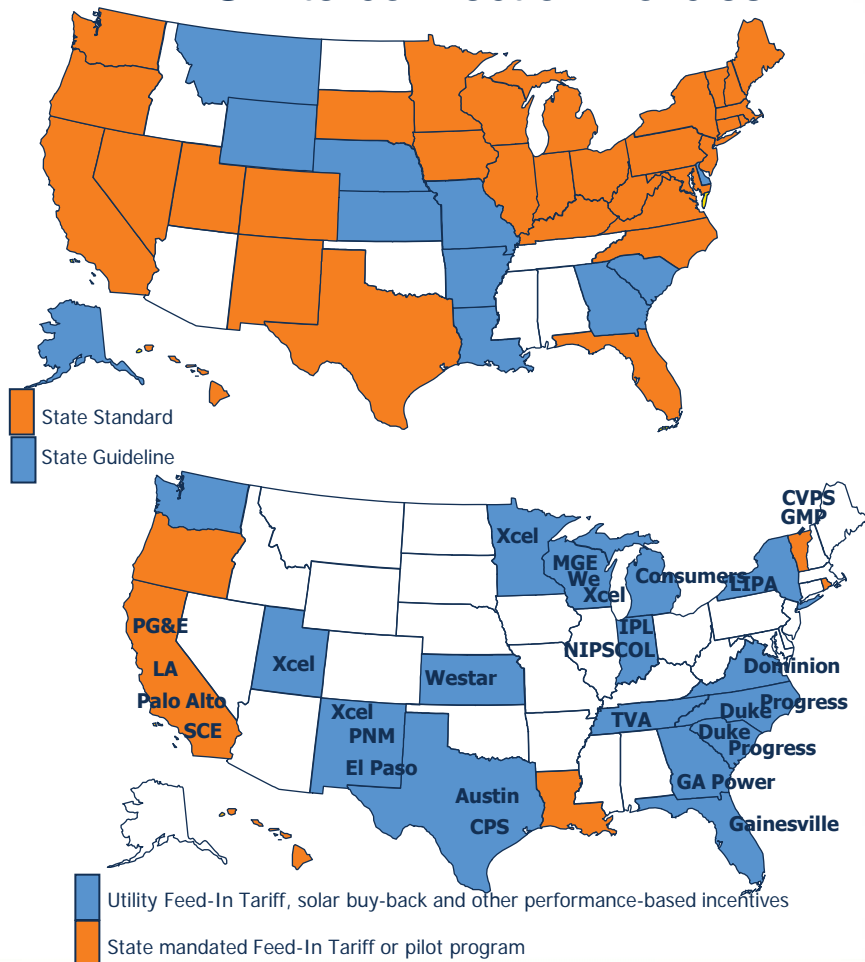 State Standard
State Guideline
CVPS
GMP
Xcel
MGE
We
Xcel
Consumers
LIPA
PG&E
IPL
NIPSCOL
LA
Xcel
Westar
Dominion
Palo Alto
SCE
Xcel
PNM
El Paso
TVA
Duke
Progress
Duke
Progress
GA Power
Austin
CPS
Gainesville
Utility Feed-In Tariff, solar buy-back and other performance-based incentives
State mandated Feed-In Tariff or pilot program